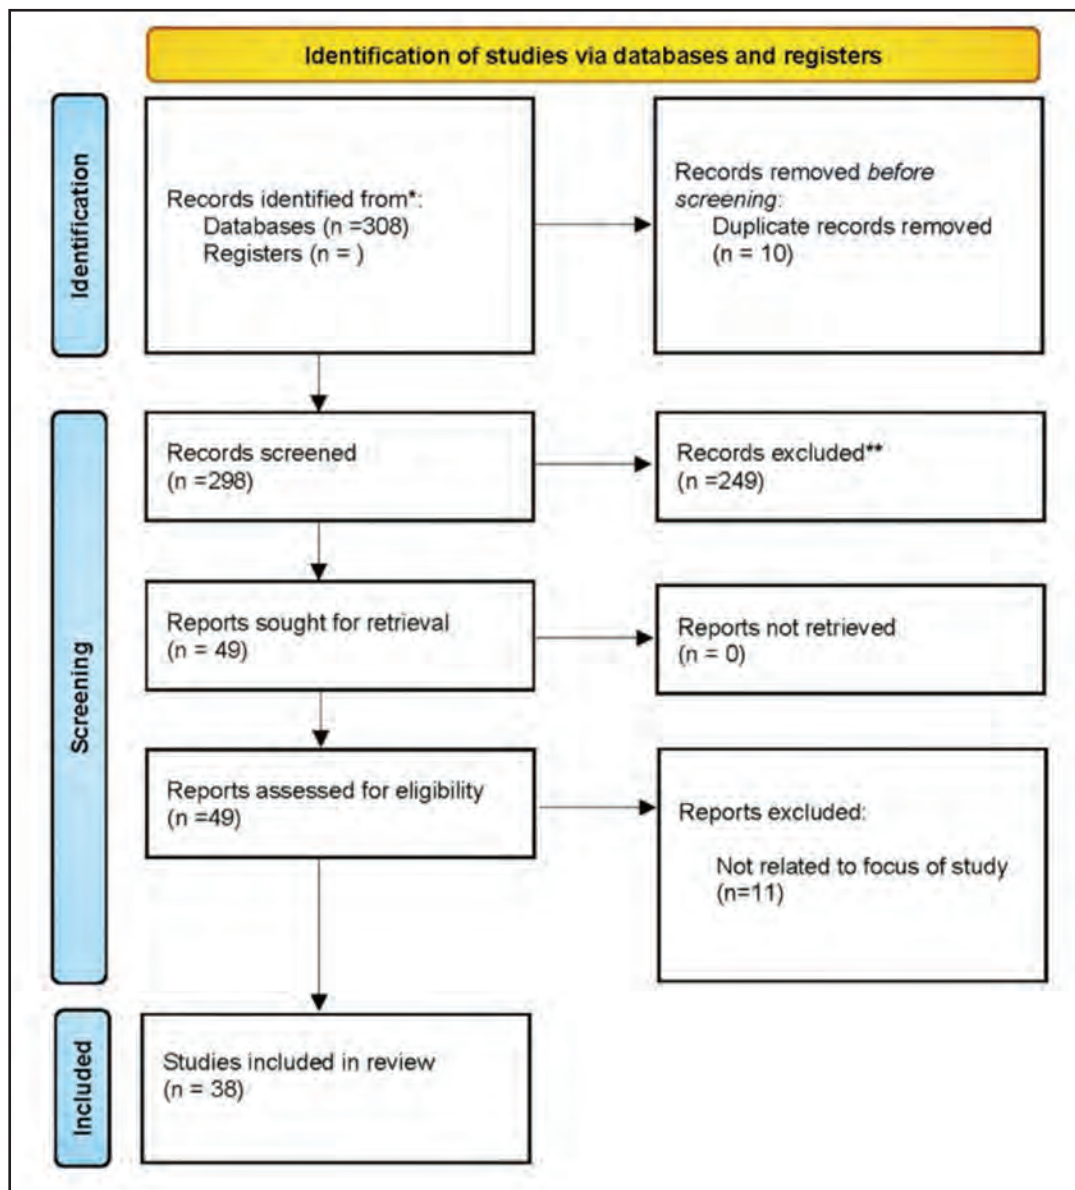 Identification of studies via databases and registers
Identification
Records identified from*:
Databases (n =308)
Registers (n = )
Records removed before
screening:
Duplicate records removed
(n = 10)
Screening
Records screened
(n =298)
Records excluded**
(n =249)
Reports sought for retrieval
(n = 49)
Reports not retrieved
(n = 0)
Reports assessed for eligibility
(n =49)
Reports excluded:
Not related to focus of study
(n=11)
Included
Studies included in review
(n = 38)